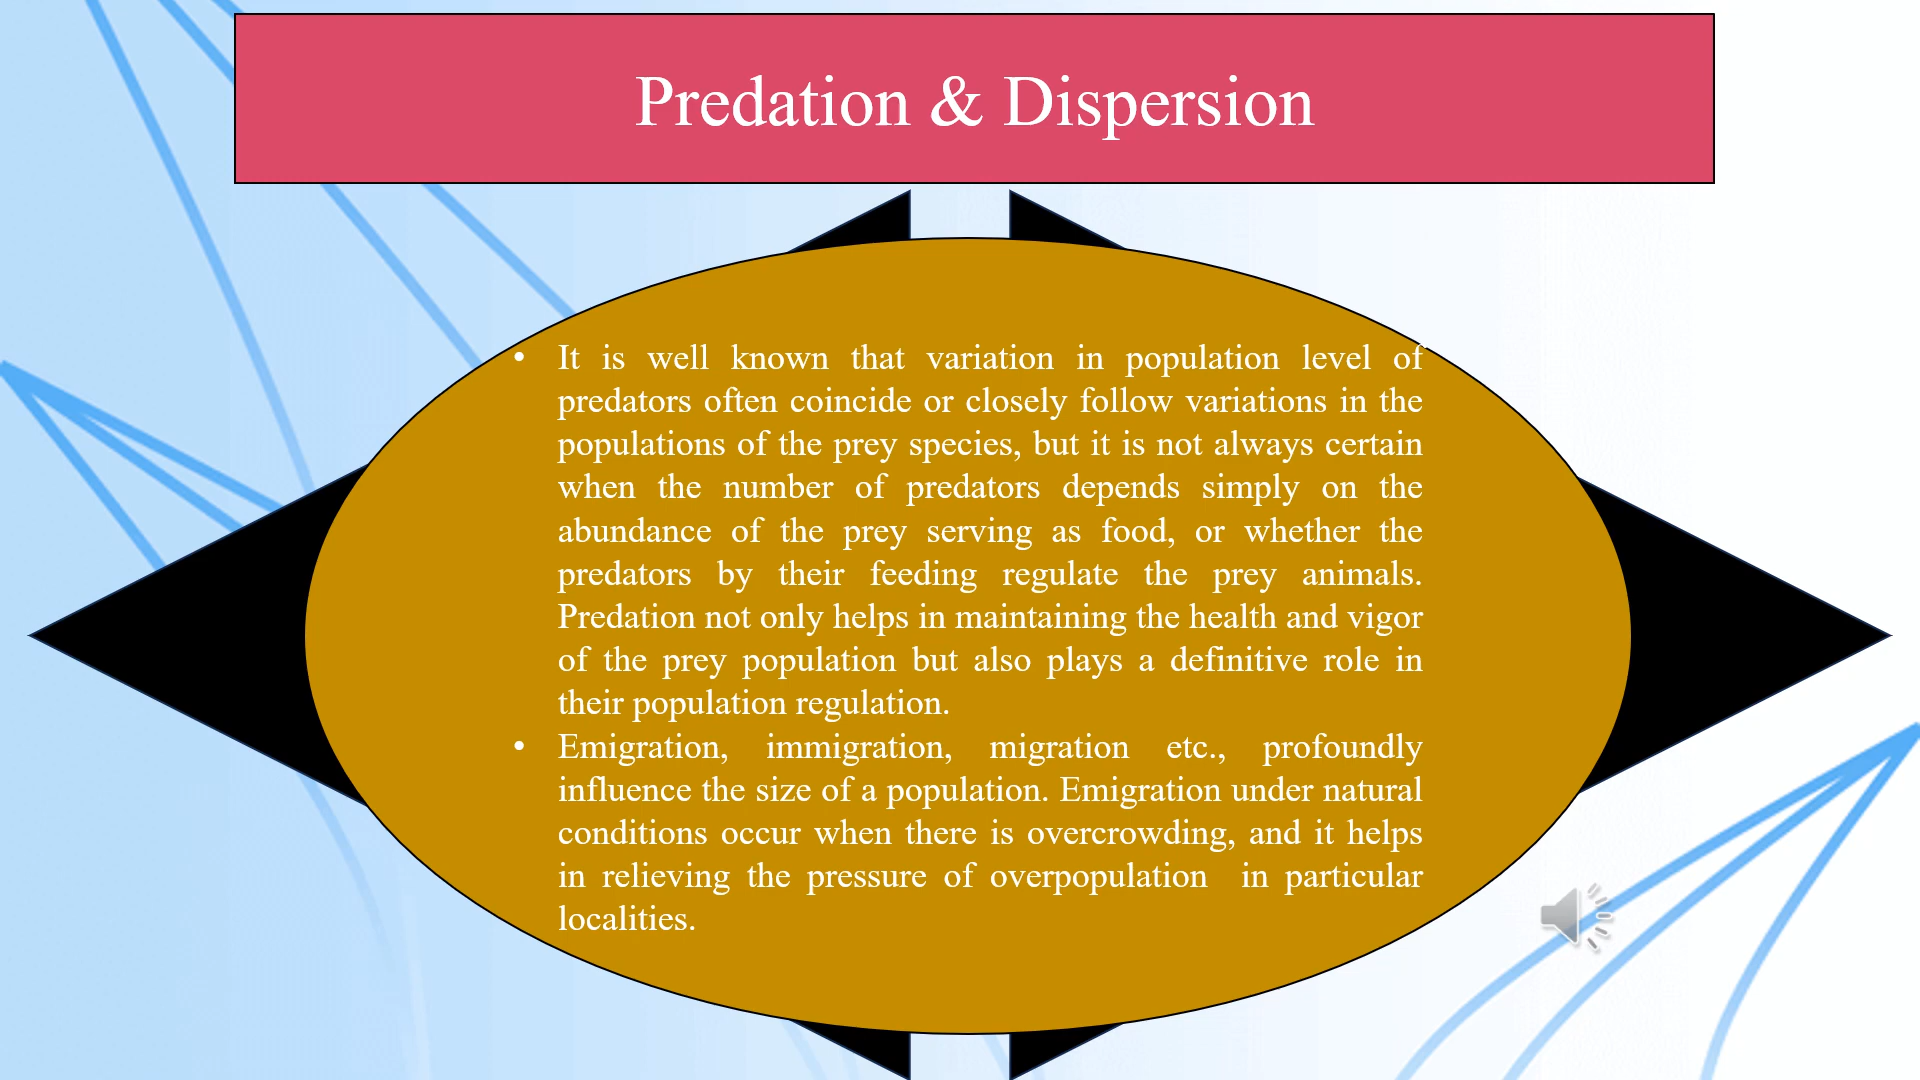 Predation & Dispersion
• It is well known that variation in population level of
predators often coincide or closely follow variations in the
populations of the prey species, but it is not always certain
when the number of predators depends simply on the
abundance of the prey serving as food, or whether the
predators by their feeding regulate the prey animals.
Predation not only helps in maintaining the health and vigor
of the prey population but also plays a definitive role in
their population regulation.
• Emigration, immigration, migration etc., profoundly
influence the size of a population. Emigration under natural
conditions occur when there is overcrowding, and it helps
in relieving the pressure of overpopulation in particular
localities.